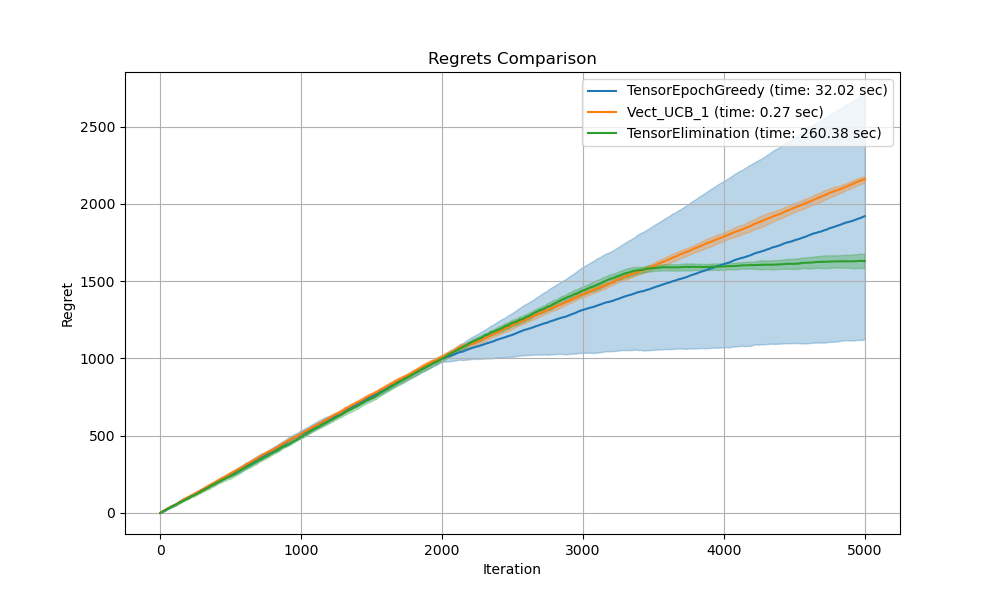 Regrets Comparison
TensorEpochGreedy (time: 32.02 sec)
Vect_UCB_1 (time: 0.27 sec)
TensorElimination (time: 260.38 sec)
Regret
2500
2000
1500
1000
500
0
0 1000 2000 3000 4000 5000
Iteration